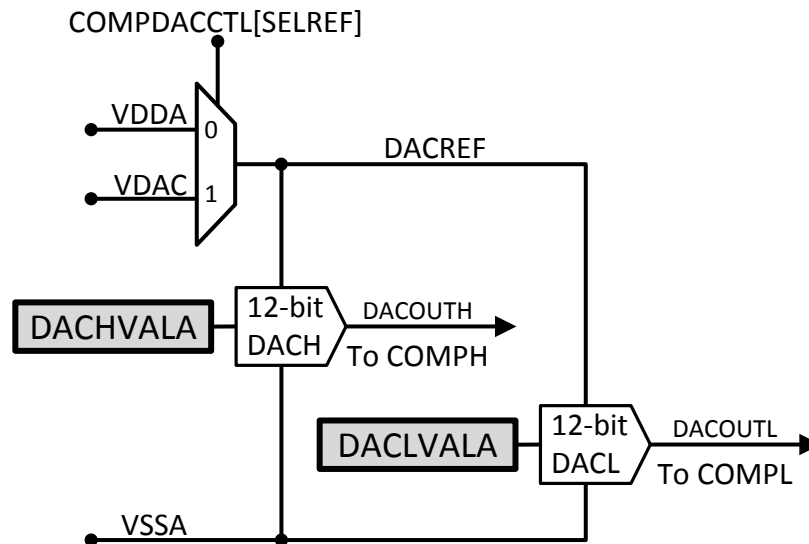 COMPDACCTL[SELREF]
VDDA
0
DACREF
VDAC
1
12-bit
DACH
DACHVALA
DACOUTH
To COMPH
12-bit
DACL
DACLVALA
DACOUTL
To COMPL
VSSA